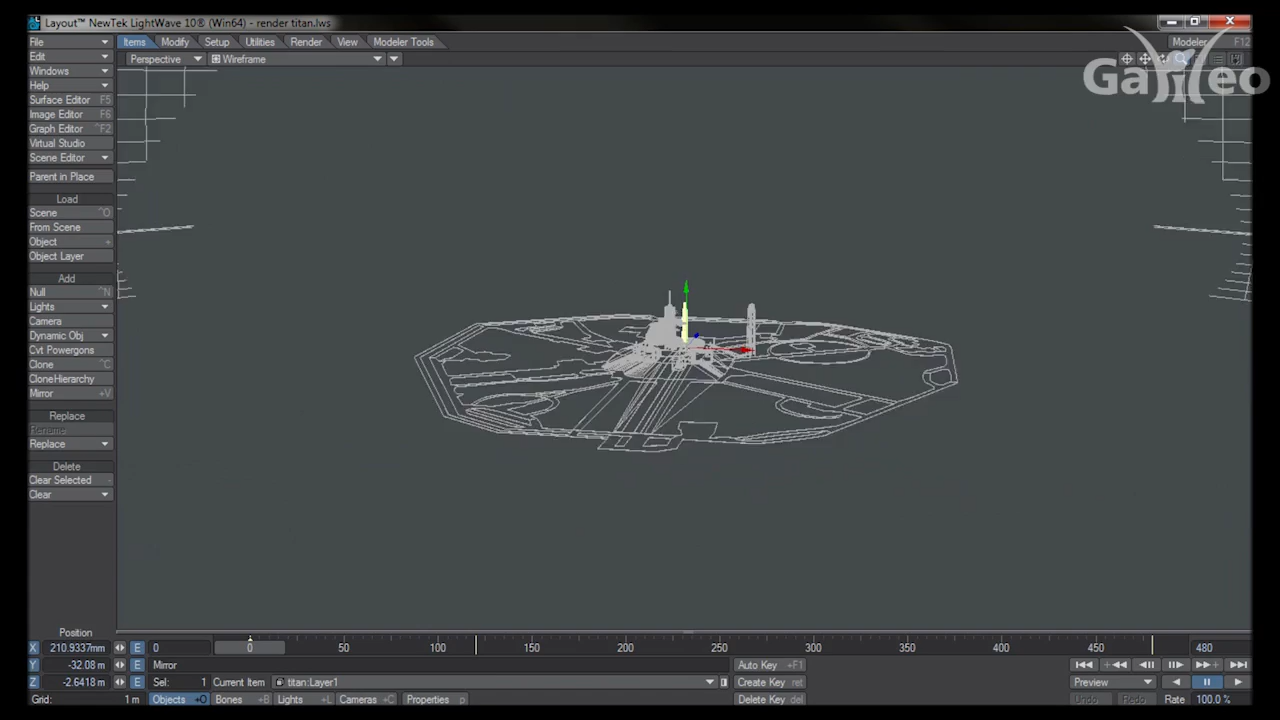 Layout™ NewTek LightWave 10® (Win64) - render titan.lws
File Items Modify Setup Utilities Render View Modeler Tools Modeler F12
Edit Perspective Wireframe
Galileo
Windows
Help
Surface Editor F5
Image Editor F6
Graph Editor ^F2
Virtual Studio
Scene Editor
Parent in Place
Load
Scene ^O
From Scene
Object +
Object Layer
Add
Null ^N
Lights
Camera
Dynamic Obj
Cvt Powergons
Clone ^C
CloneHierarchy
Mirror +V
Replace
Rename
Replace
Delete
Clear Selected -
Clear
Position
X 210.9337mm E 0 0 50 100 150 200 250 300 350 400 450 480
Y -32.08 m E Mirror Auto Key +F1
Z -2.6418 m E Sel: 1 Current Item titan:Layer1 Create Key ret Preview
Grid: 1 m Objects +O Bones +B Lights +L Cameras +C Properties p Delete Key del Undo Redo Rate 100.0 %